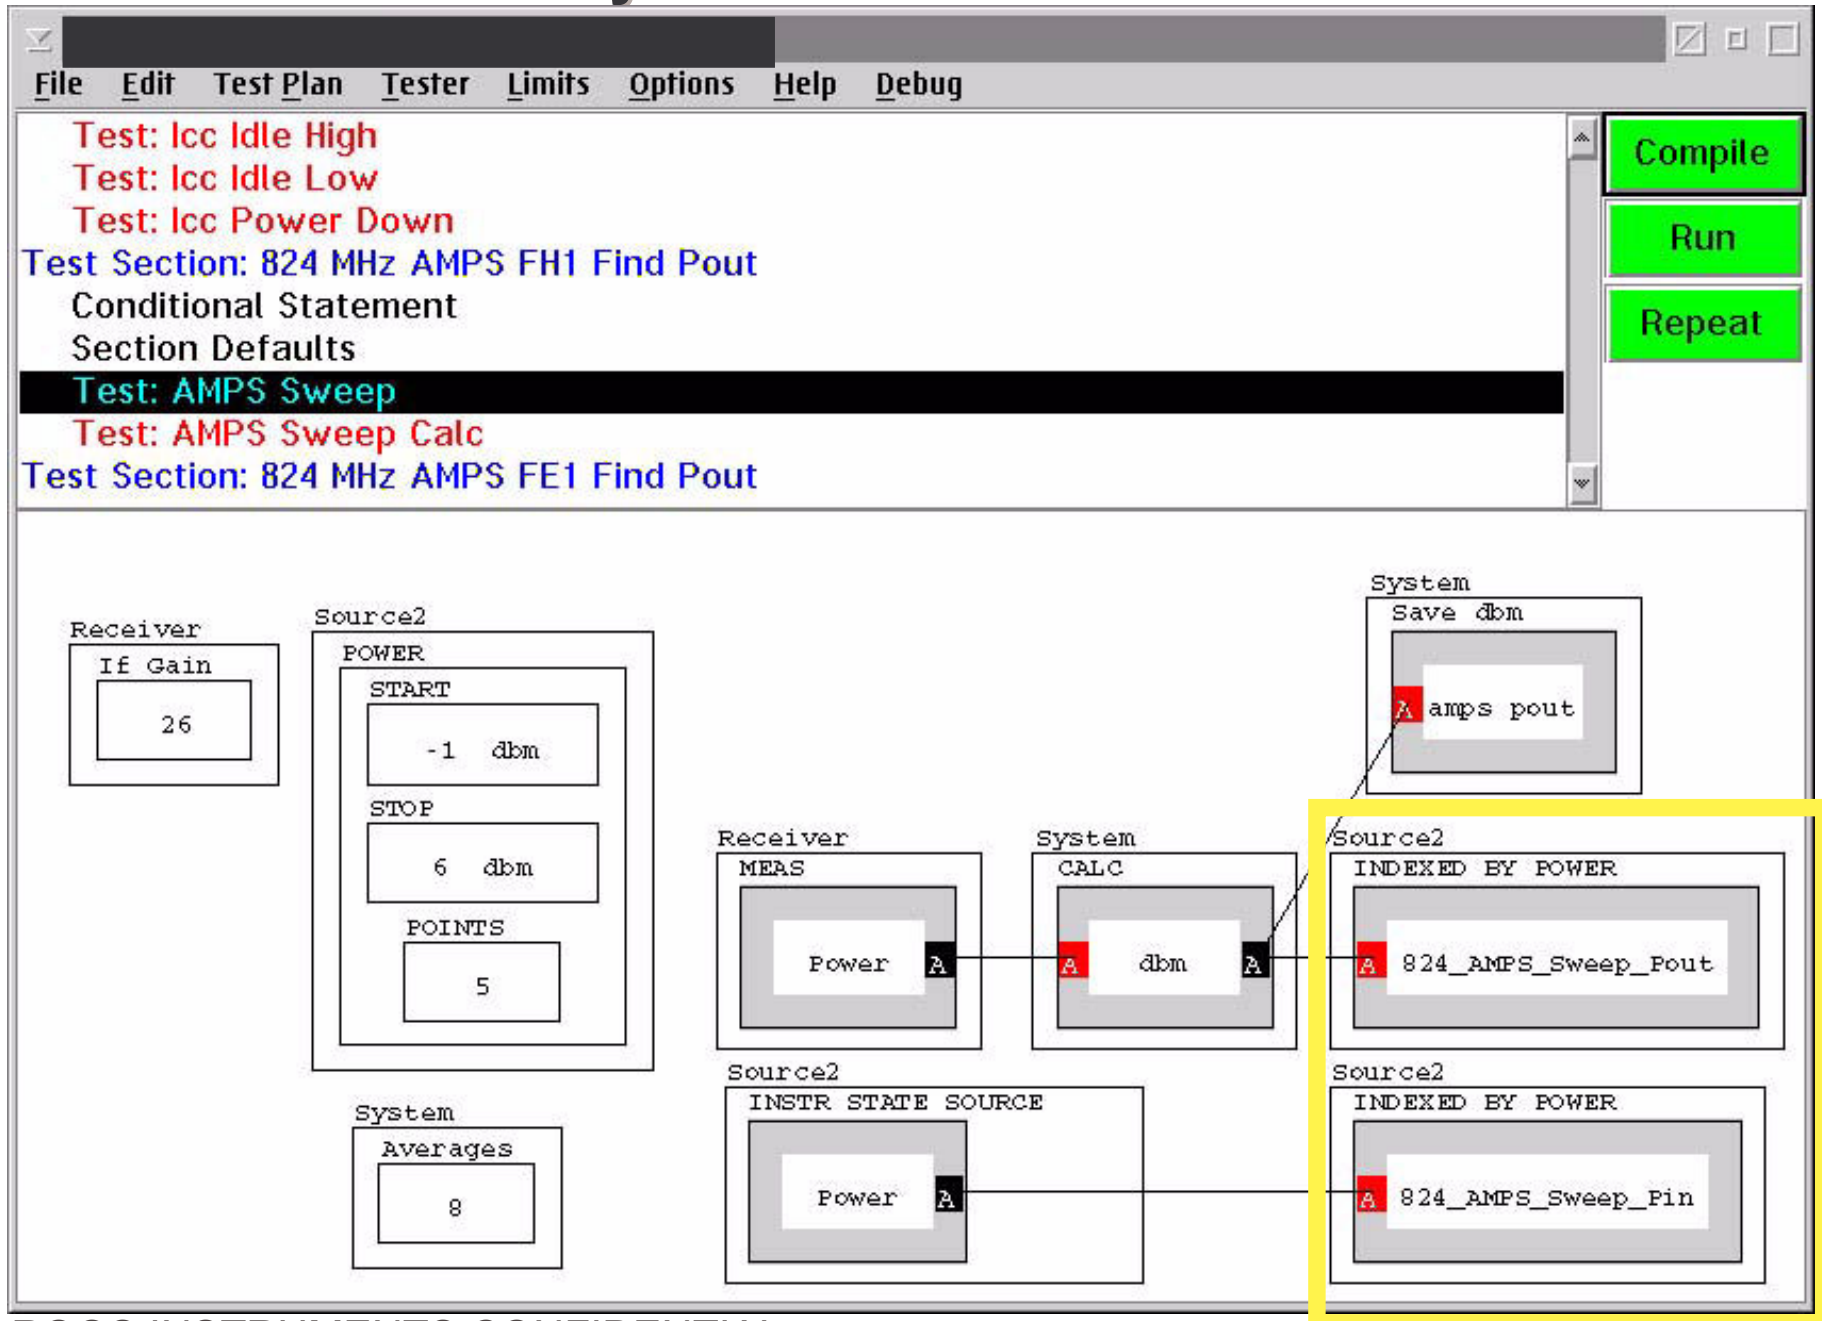 File Edit Test Plan Tester Limits Options Help Debug
Test: Icc Idle High
Test: Icc Idle Low
Test: Icc Power Down
Test Section: 824 MHz AMPS FH1 Find Pout
Conditional Statement
Section Defaults
Test: AMPS Sweep
Test: AMPS Sweep Calc
Test Section: 824 MHz AMPS FE1 Find Pout
Compile
Run
Repeat
Receiver
If Gain
26
Source2
POWER
START
-1 dbm
STOP
6 dbm
POINTS
5
System
Averages
8
System
Save dbm
A amps pout
Receiver
MEAS
Power A
System
CALC
A dbm A
Source2
INDEXED BY POWER
A 824_AMPS_Sweep_Pout
Source2
INSTR STATE SOURCE
Power A
Source2
INDEXED BY POWER
A 824_AMPS_Sweep_Pin